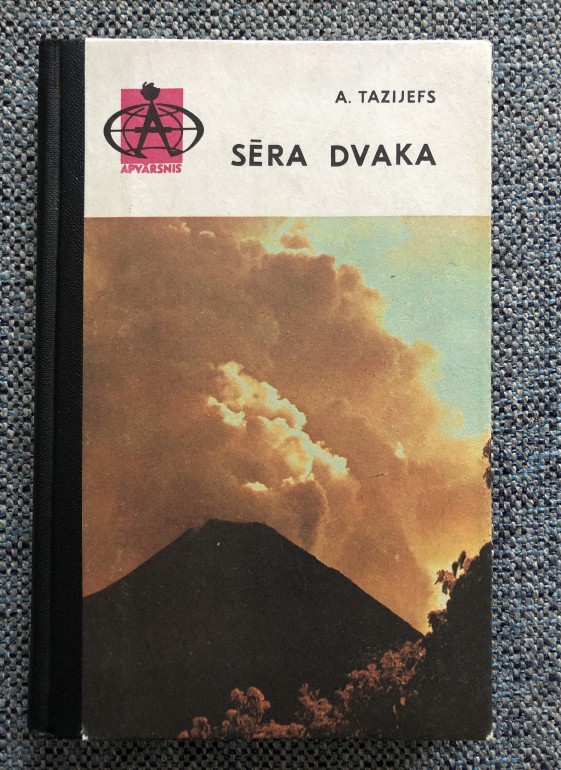 A. TAZIJEFS
SĒRA DVAKA
A
APVĀRSNIS